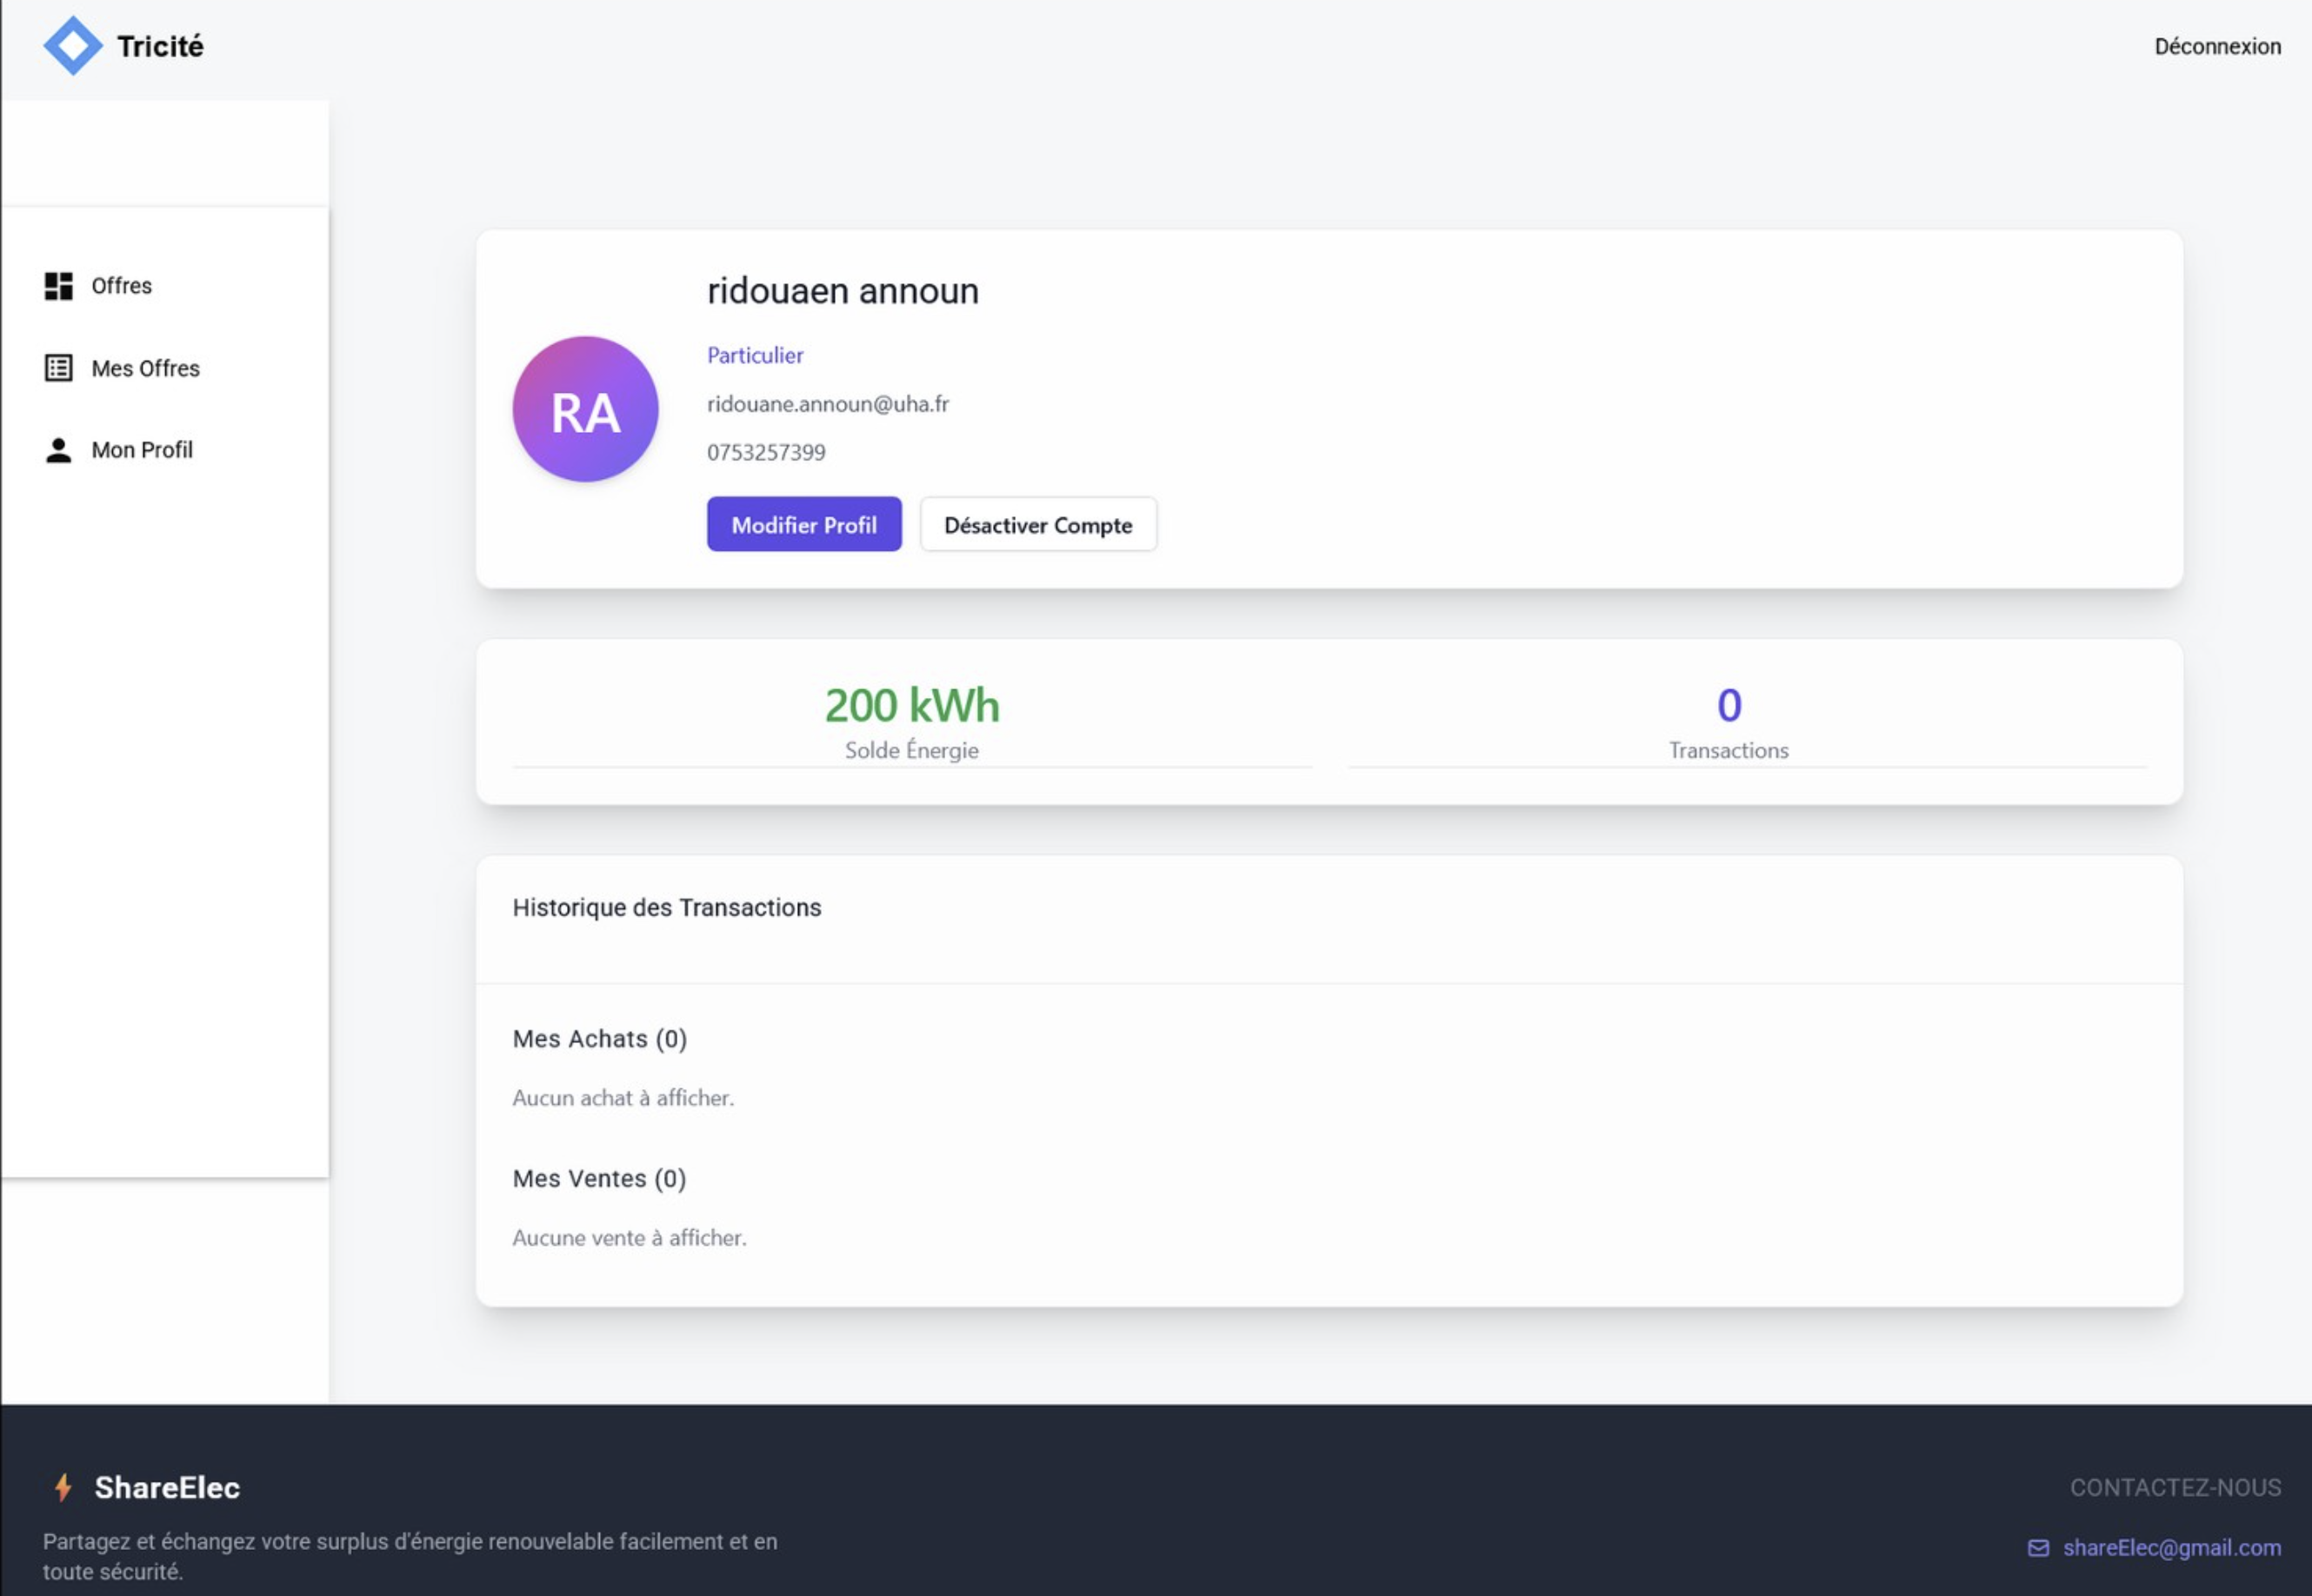 Tricité
Déconnexion
Offres
Mes Offres
Mon Profil
RA
ridouaen announ
Particulier
ridouane.announ@uha.fr
0753257399
Modifier Profil
Désactiver Compte
200 kWh
Solde Énergie
0
Transactions
Historique des Transactions
Mes Achats (0)
Aucun achat à afficher.
Mes Ventes (0)
Aucune vente à afficher.
ShareElec
Partagez et échangez votre surplus d'énergie renouvelable facilement et en
toute sécurité.
CONTACTEZ-NOUS
shareElec@gmail.com